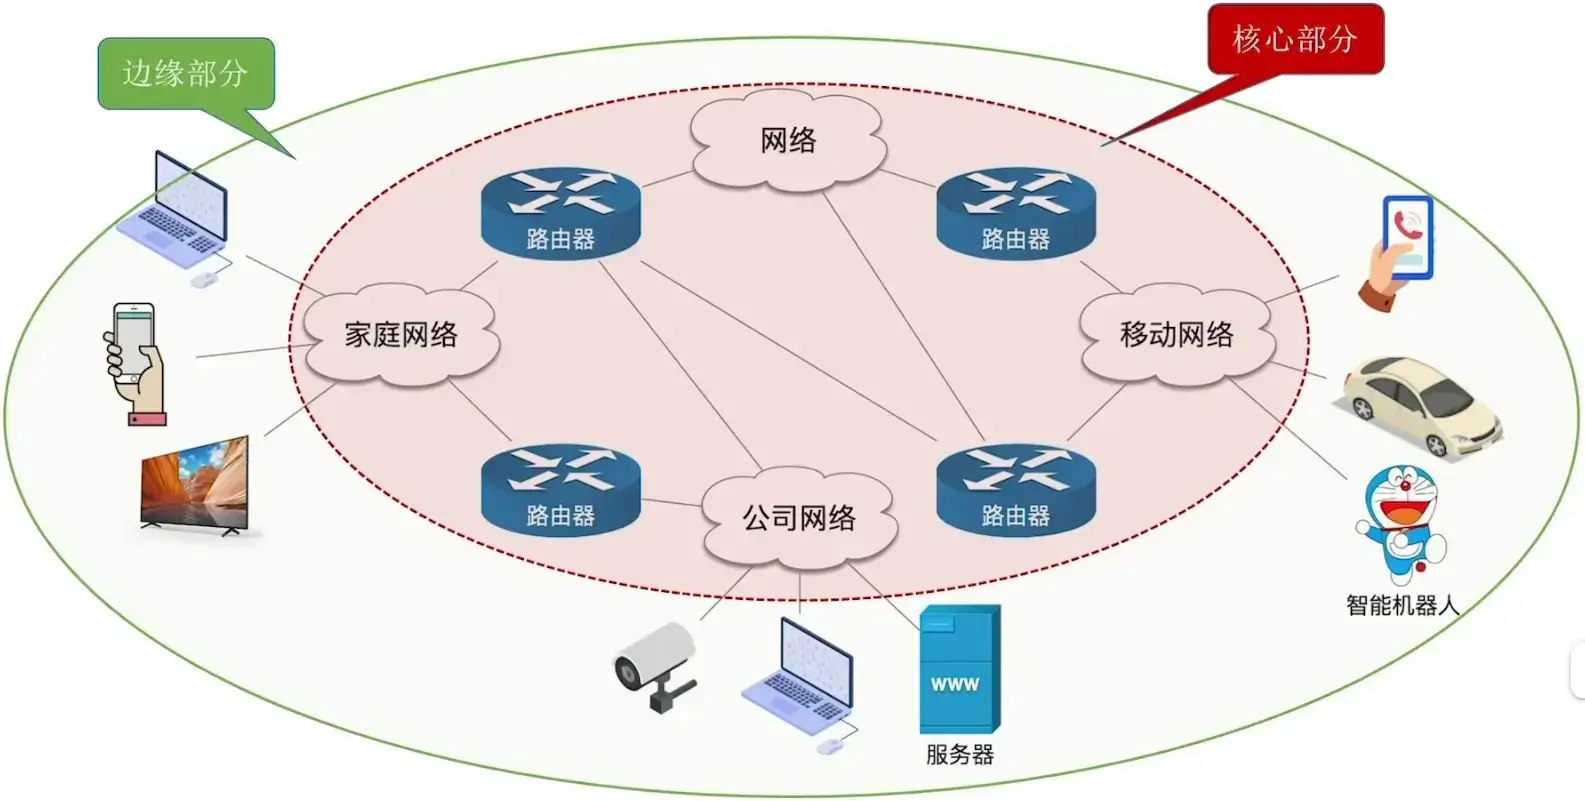 核心部分
边缘部分
网络
路由器
路由器
家庭网络
移动网络
路由器
公司网络
路由器
智能机器人
www
服务器